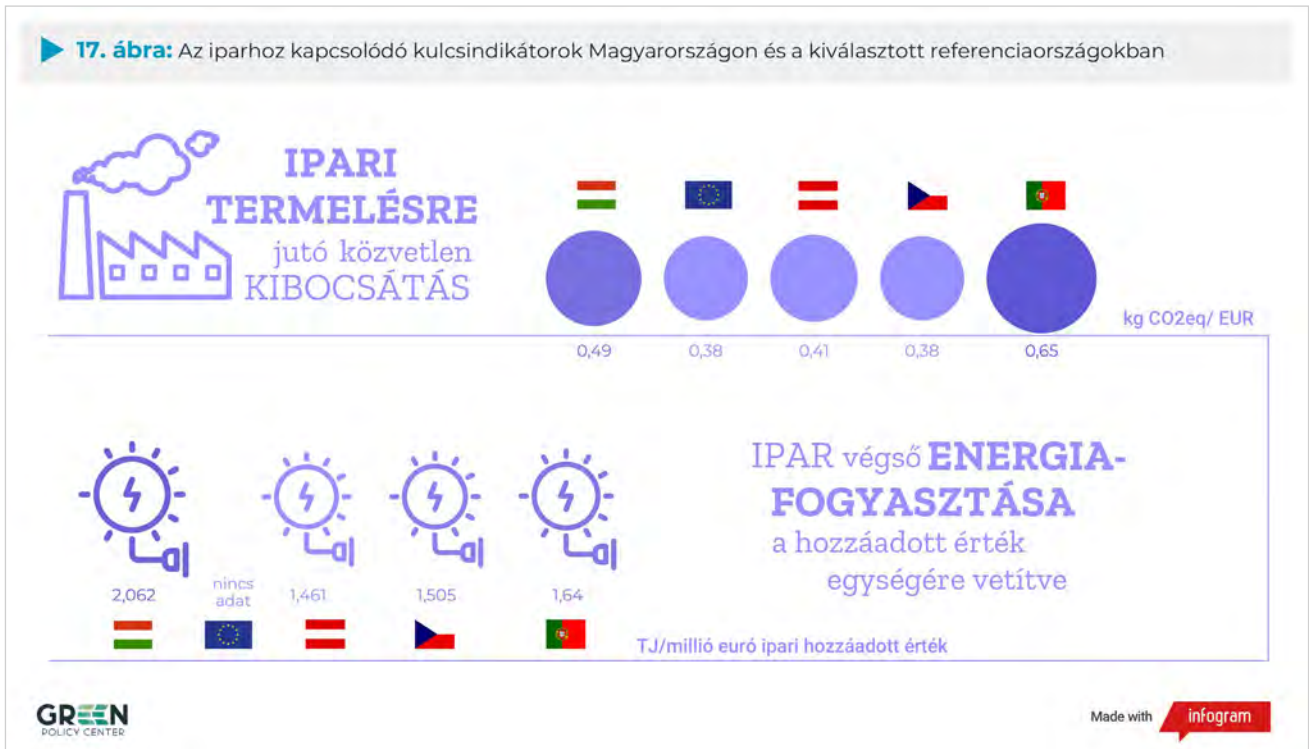 17. ábra: Az iparhoz kapcsolódó kulcsindikátorok Magyarországon és a kiválasztott referenciaországokban
IPARI
TERMELÉSRE
jutó közvetlen
KIBOCSÁTÁS
kg CO2eq/ EUR
0,49 0,38 0,41 0,38 0,65
IPAR végső ENERGIA-
FOGYASZTÁSA
a hozzáadott érték
egységére vetítve
2,062 nincs adat 1,461 1,505 1,64
TJ/millió euró ipari hozzáadott érték
GREEN
POLICY CENTER
Made with infogram